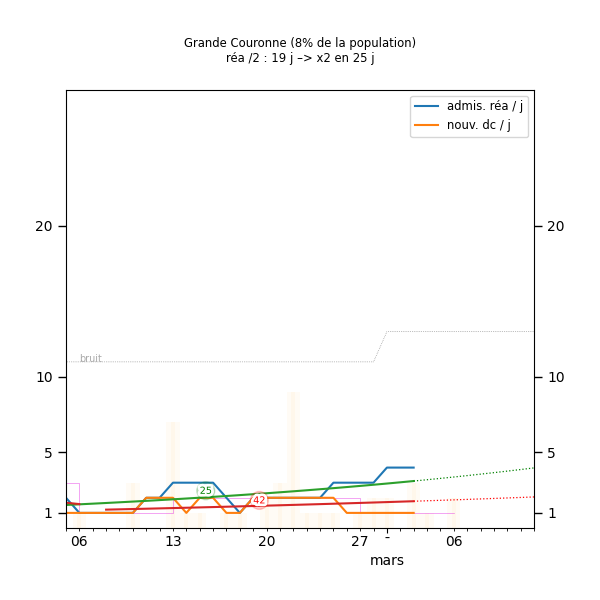 Grande Couronne (8% de la population)
réa /2 : 19 j –> x2 en 25 j
admis. réa / j
nouv. dc / j
20
20
bruit
10
10
5
5
25
42
1
1
06
13
20
27
-
06
mars